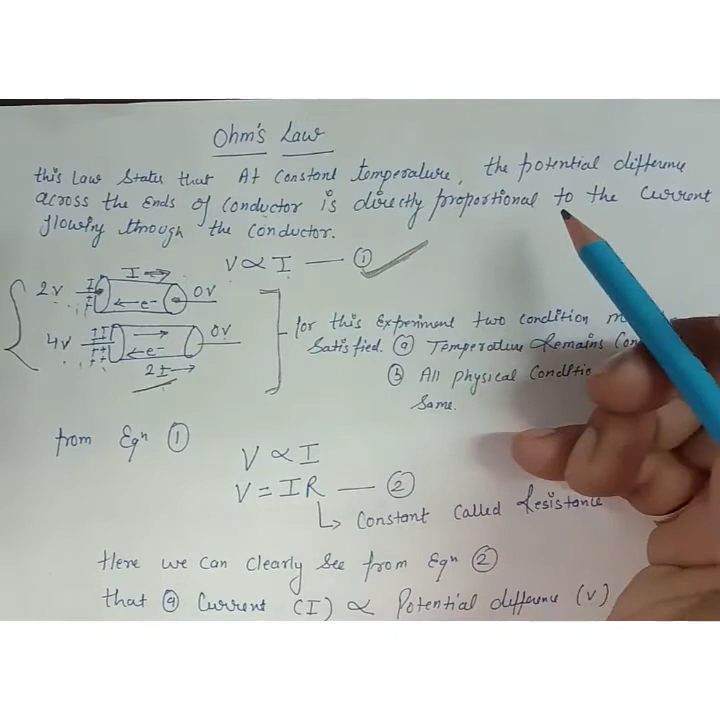 Ohm's Law
this Law States that At Constant temperature, the potential difference
across the Ends of Conductor is directly proportional to the Current
flowing through the conductor.
V ∝ I — ①
2V I I → 0V
← e-
4V I I → 0V
← e-
2I →
for this Experiment two condition
Satisfied. ⓐ Temperature Remains Con
ⓑ All physical Conditio
Same.
from Eqⁿ ①
V ∝ I
V = IR — ②
↳ Constant Called Resistance
Here we can Clearly See from Eqⁿ ②
that ⓐ Current (I) ∝ Potential difference (V)